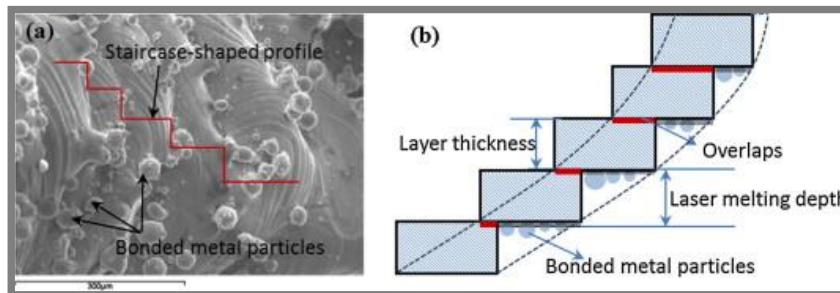 (a)
Staircase-shaped profile
Bonded metal particles
300µm
(b)
Layer thickness
Overlaps
Laser melting depth
Bonded metal particles